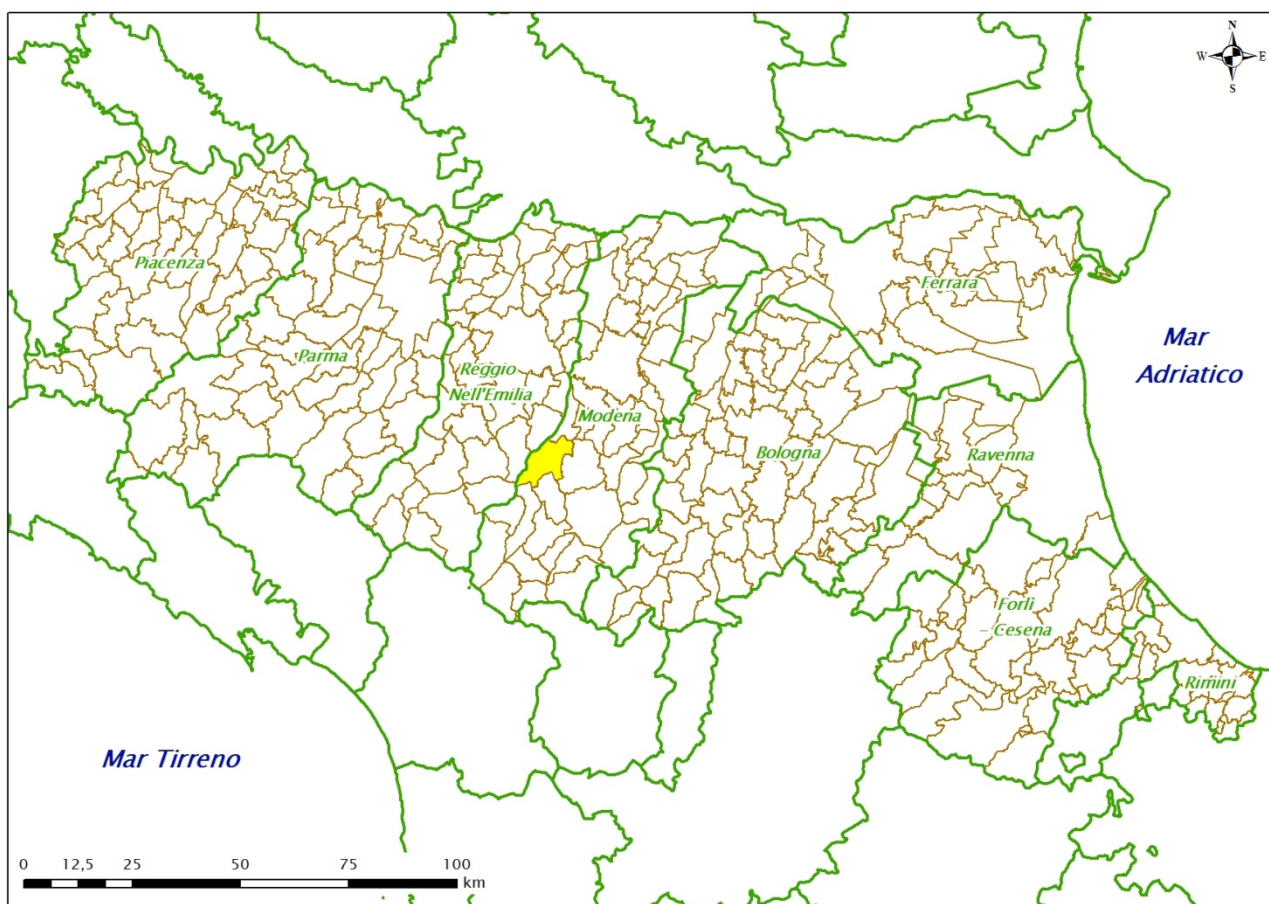 N
W E
S
Piacenza
Ferrara
Mar
Adriatico
Parma
Reggio
Nell'Emilia
Modena
Bologna
Ravenna
Forlì
- Cesena
Rimini
Mar Tirreno
0 12,5 25 50 75 100
km